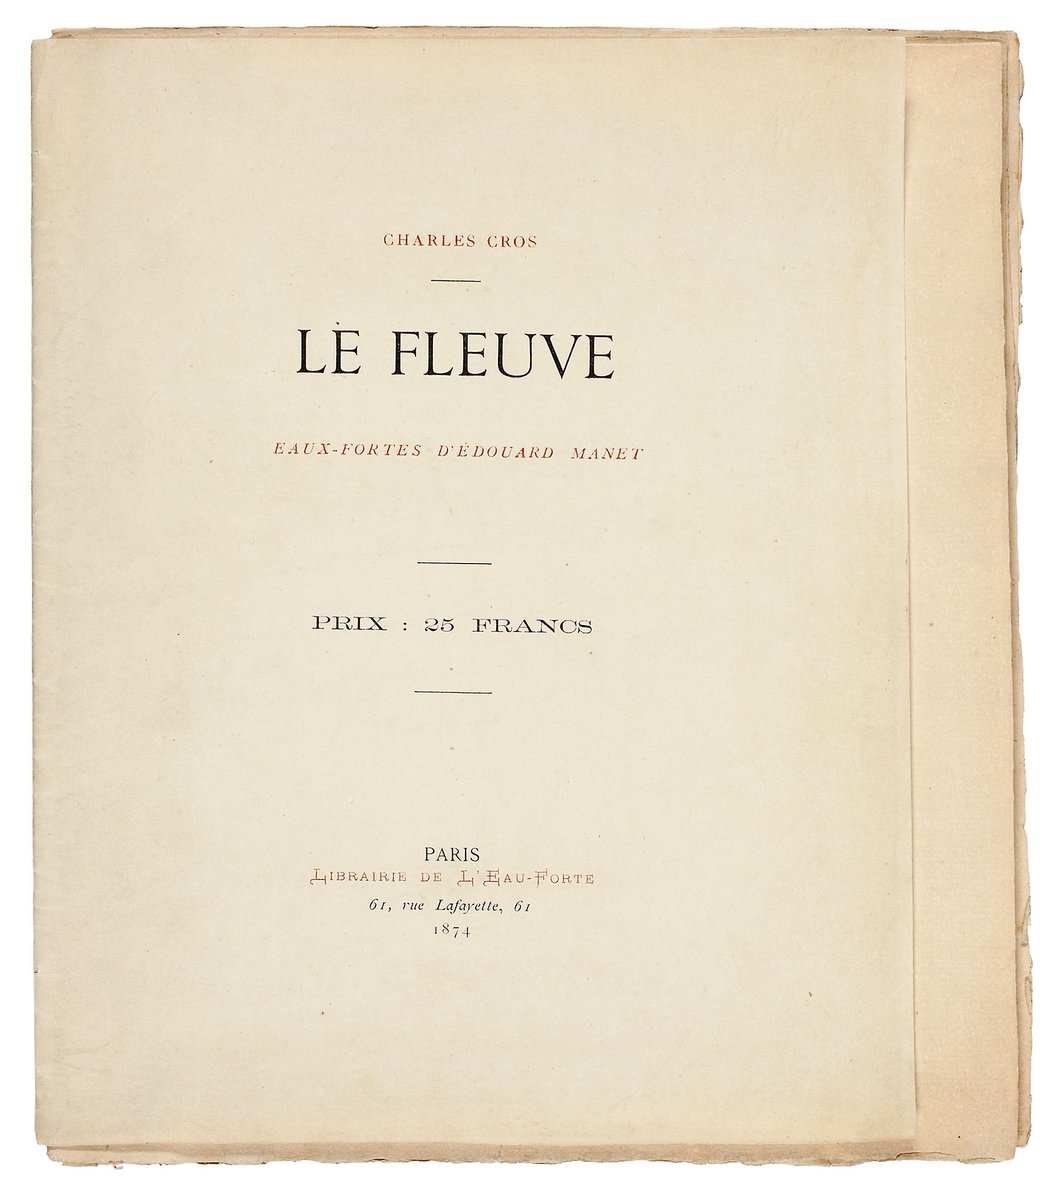 CHARLES CROS
LE FLEUVE
EAUX-FORTES D'ÉDOUARD MANET
PRIX : 25 FRANCS
PARIS
LIBRAIRIE DE L'EAU-FORTE
61, rue Lafayette, 61
1874